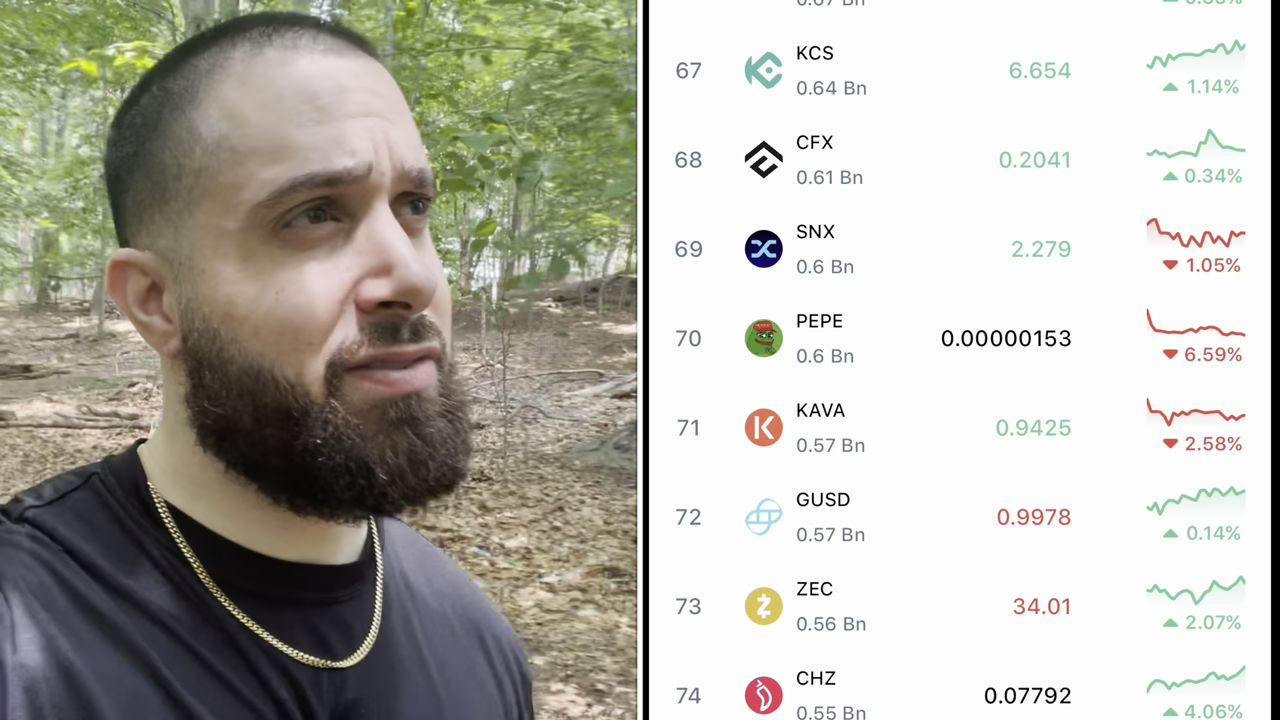 67 KCS 6.654
0.64 Bn 1.14%
68 CFX 0.2041
0.61 Bn 0.34%
69 SNX 2.279
0.6 Bn 1.05%
70 PEPE 0.00000153
0.6 Bn 6.59%
71 KAVA 0.9425
0.57 Bn 2.58%
72 GUSD 0.9978
0.57 Bn 0.14%
73 ZEC 34.01
0.56 Bn 2.07%
74 CHZ 0.07792
0.55 Bn 4.06%